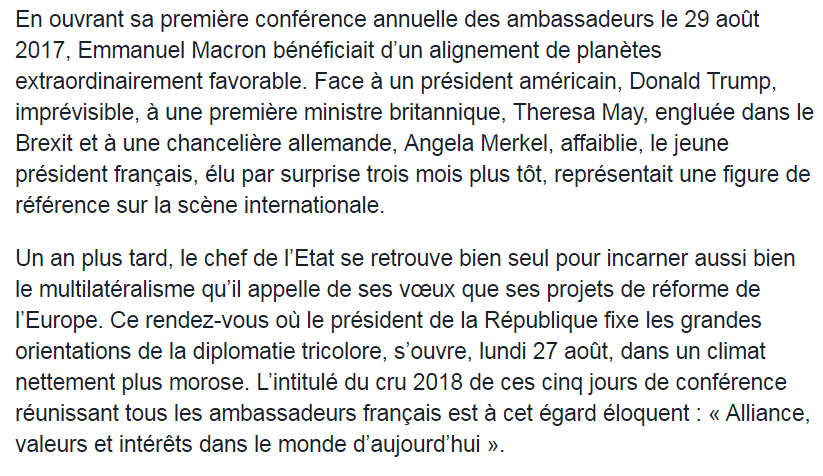 En ouvrant sa première conférence annuelle des ambassadeurs le 29 août
2017, Emmanuel Macron bénéficiait d’un alignement de planètes
extraordinairement favorable. Face à un président américain, Donald Trump,
imprévisible, à une première ministre britannique, Theresa May, engluée dans le
Brexit et à une chancelière allemande, Angela Merkel, affaiblie, le jeune
président français, élu par surprise trois mois plus tôt, représentait une figure de
référence sur la scène internationale.
Un an plus tard, le chef de l’Etat se retrouve bien seul pour incarner aussi bien
le multilatéralisme qu’il appelle de ses vœux que ses projets de réforme de
l’Europe. Ce rendez-vous où le président de la République fixe les grandes
orientations de la diplomatie tricolore, s’ouvre, lundi 27 août, dans un climat
nettement plus morose. L’intitulé du cru 2018 de ces cinq jours de conférence
réunissant tous les ambassadeurs français est à cet égard éloquent : « Alliance,
valeurs et intérêts dans le monde d’aujourd’hui ».